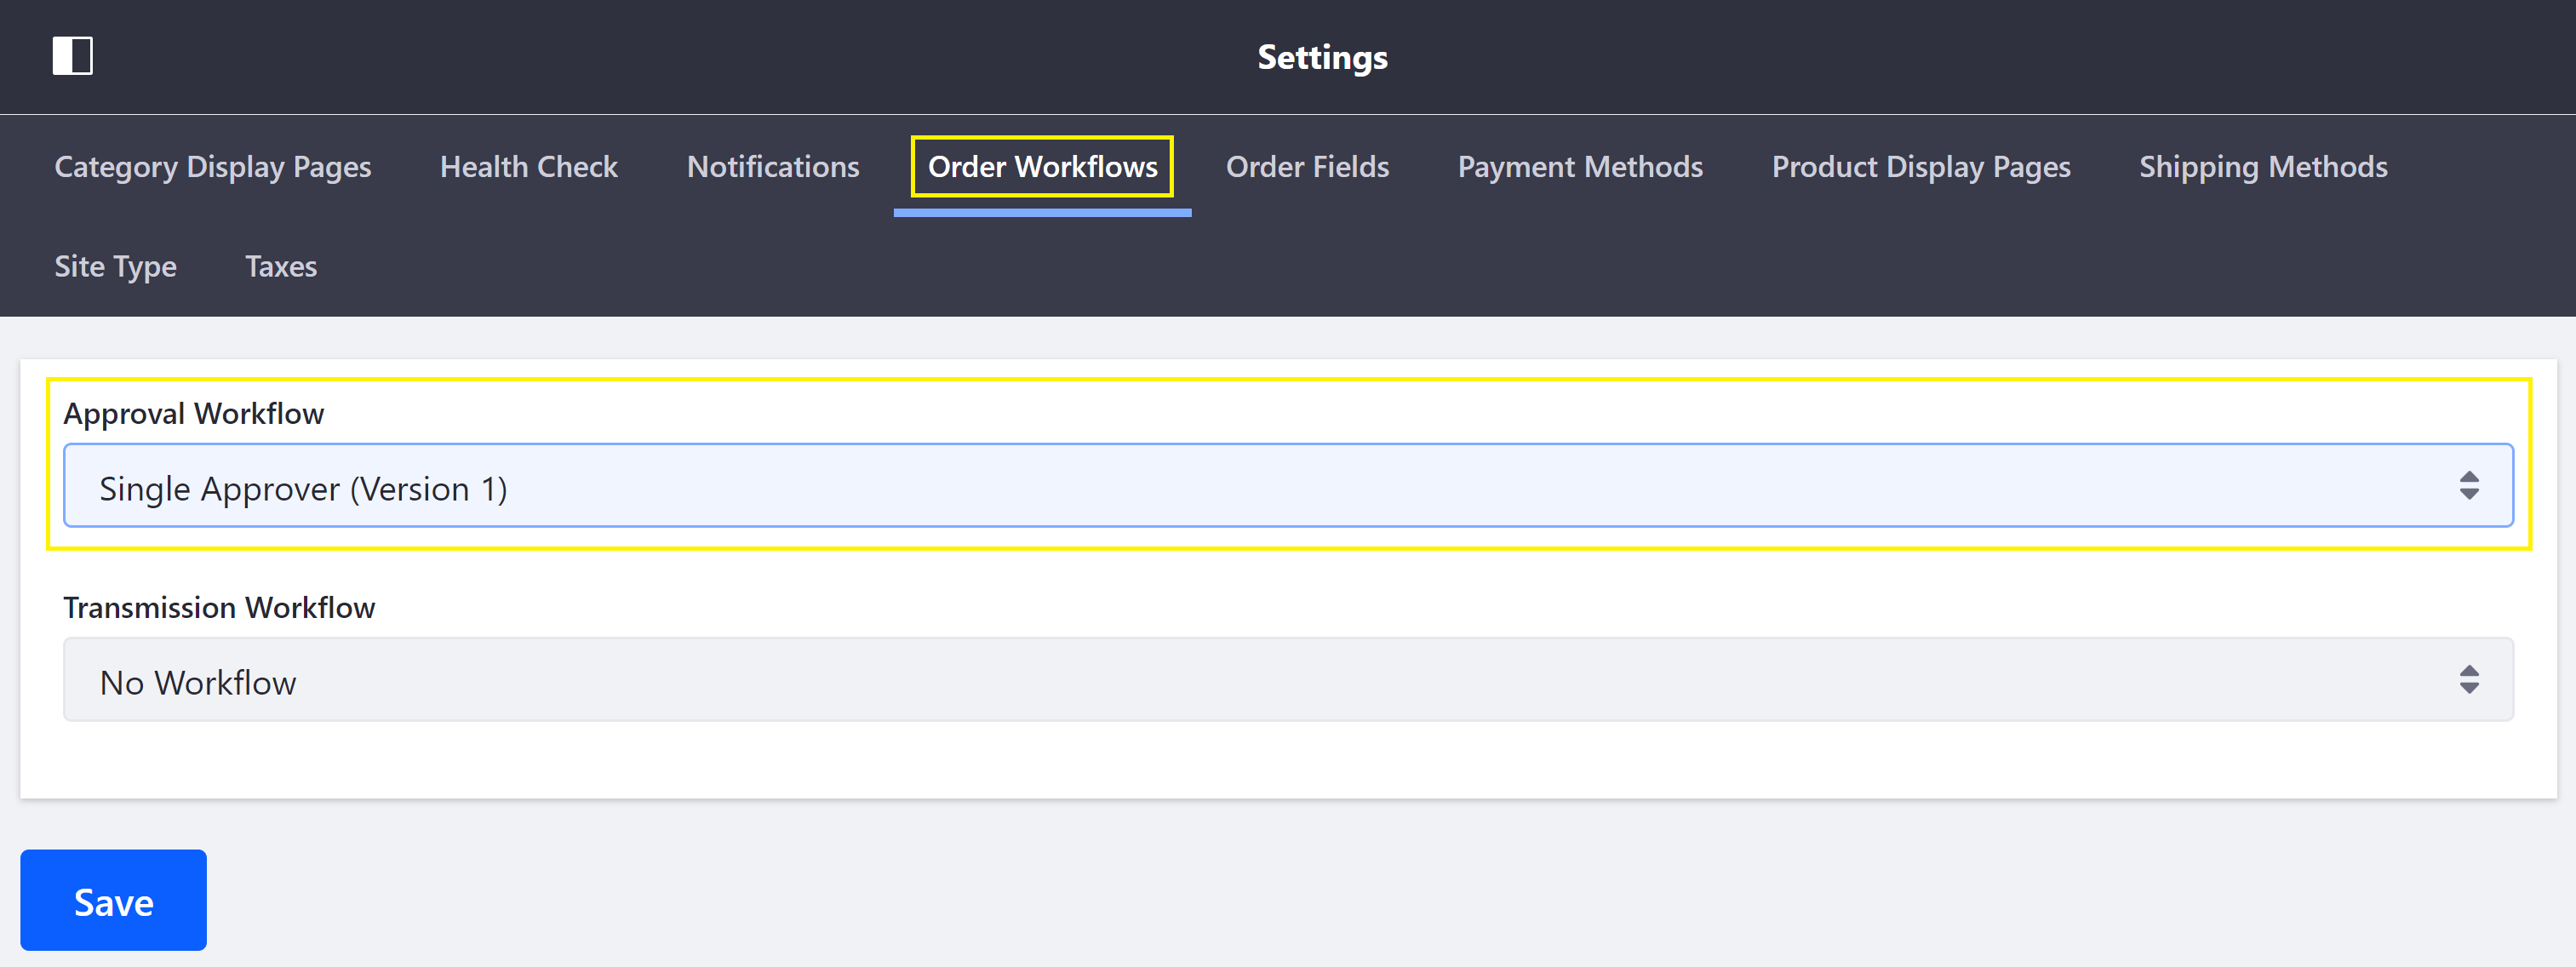 Settings
Category Display Pages Health Check Notifications Order Workflows Order Fields Payment Methods Product Display Pages Shipping Methods
Site Type Taxes
Approval Workflow
Single Approver (Version 1)
Transmission Workflow
No Workflow
Save